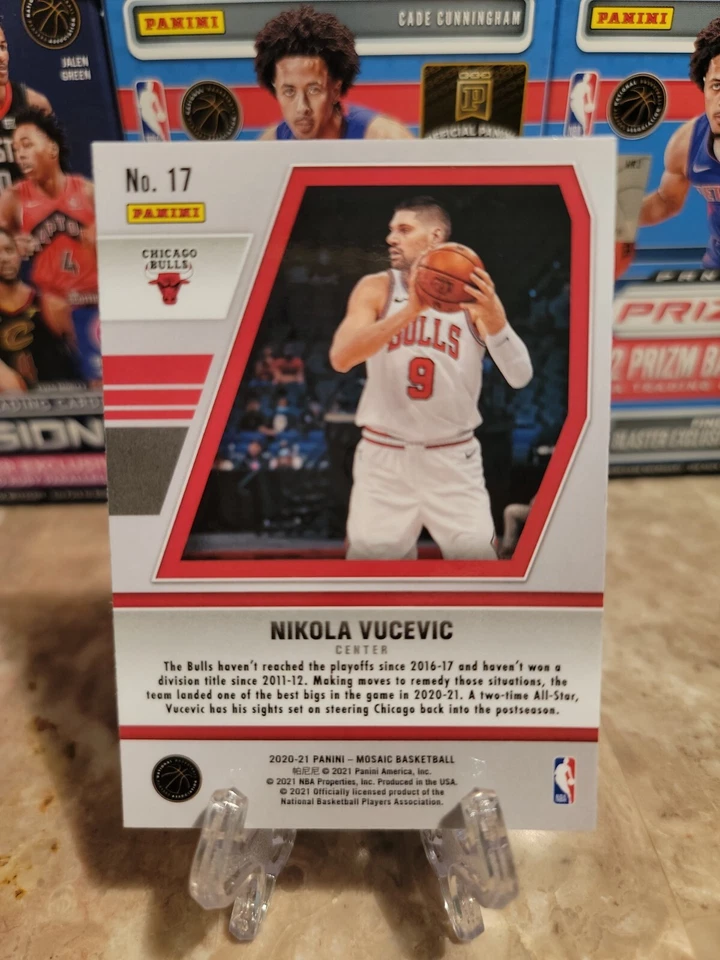 PANINI
CADE CUNNINGHAM
PANINI
JALEN
GREEN
No. 17
PANINI
CHICAGO
BULLS
BULLS
9
4
NIKOLA VUCEVIC
CENTER
The Bulls haven't reached the playoffs since 2016-17 and haven't won a
division title since 2011-12. Making moves to remedy those situations, the
team landed one of the best bigs in the game in 2020-21. A two-time All-Star,
Vucevic has his sights set on steering Chicago back into the postseason.
2020-21 PANINI – MOSAIC BASKETBALL
帕尼尼 © 2021 Panini America, Inc.
© 2021 NBA Properties, Inc. Produced in the USA.
© 2021 Officially licensed product of the
National Basketball Players Association.
NBA